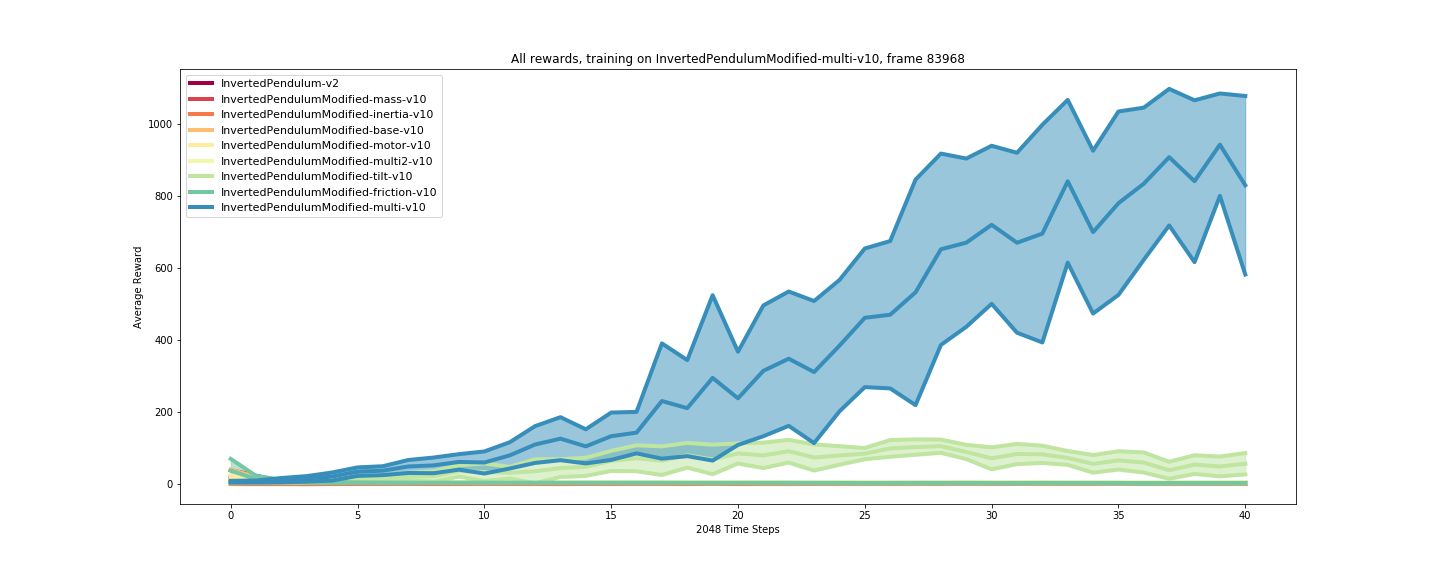 All rewards, training on InvertedPendulumModified-multi-v10, frame 83968
InvertedPendulum-v2
InvertedPendulumModified-mass-v10
InvertedPendulumModified-inertia-v10
InvertedPendulumModified-base-v10
InvertedPendulumModified-motor-v10
InvertedPendulumModified-multi2-v10
InvertedPendulumModified-tilt-v10
InvertedPendulumModified-friction-v10
InvertedPendulumModified-multi-v10
Average Reward
1000
800
600
400
200
0
0 5 10 15 20 25 30 35 40
2048 Time Steps